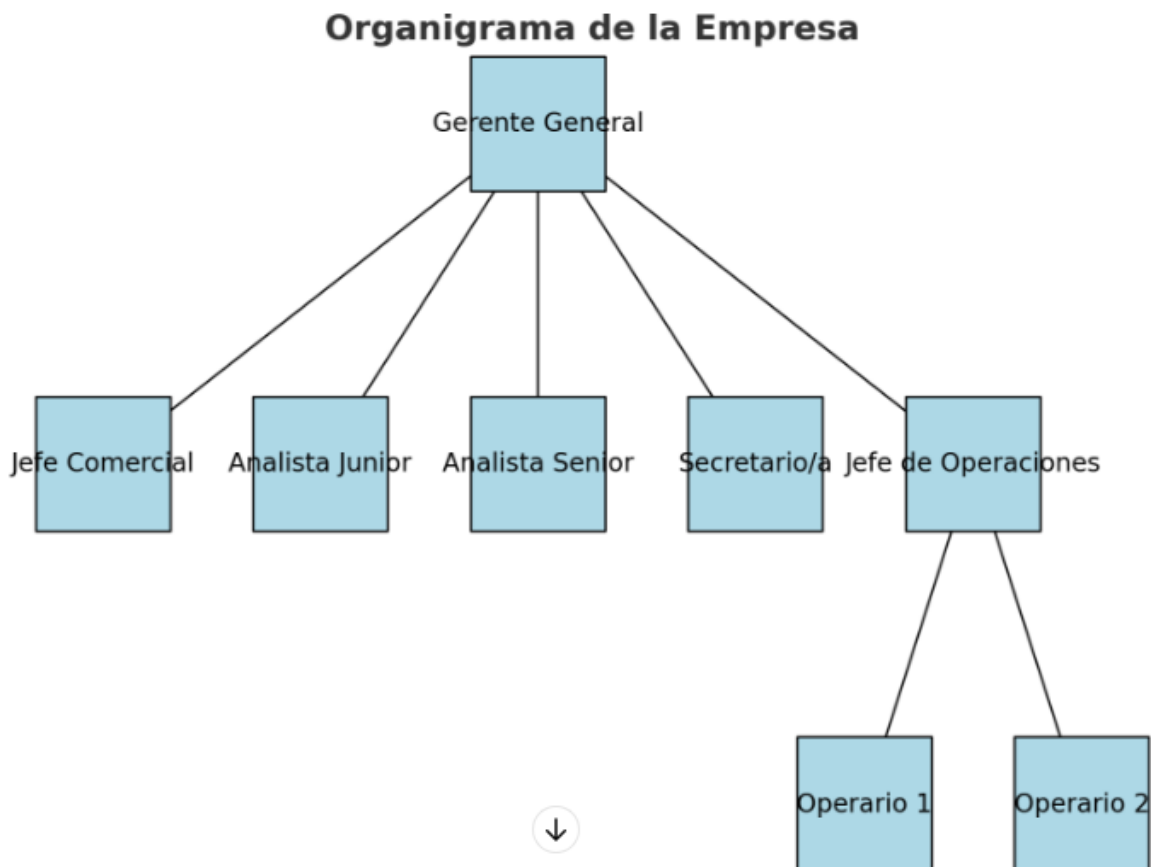 Organigrama de la Empresa
Gerente General
Jefe Comercial
Analista Junior
Analista Senior
Secretario/a
Jefe de Operaciones
Operario 1
Operario 2